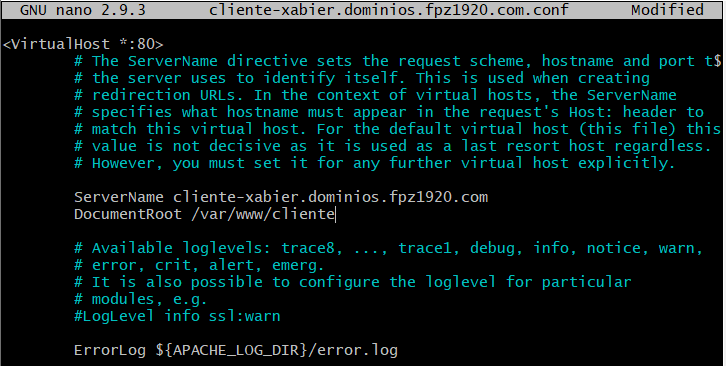 GNU nano 2.9.3 cliente-xabier.dominios.fpz1920.com.conf Modified
<VirtualHost *:80>
# The ServerName directive sets the request scheme, hostname and port t$
# the server uses to identify itself. This is used when creating
# redirection URLs. In the context of virtual hosts, the ServerName
# specifies what hostname must appear in the request's Host: header to
# match this virtual host. For the default virtual host (this file) this
# value is not decisive as it is used as a last resort host regardless.
# However, you must set it for any further virtual host explicitly.
ServerName cliente-xabier.dominios.fpz1920.com
DocumentRoot /var/www/cliente
# Available loglevels: trace8, ..., trace1, debug, info, notice, warn,
# error, crit, alert, emerg.
# It is also possible to configure the loglevel for particular
# modules, e.g.
#LogLevel info ssl:warn
ErrorLog ${APACHE_LOG_DIR}/error.log